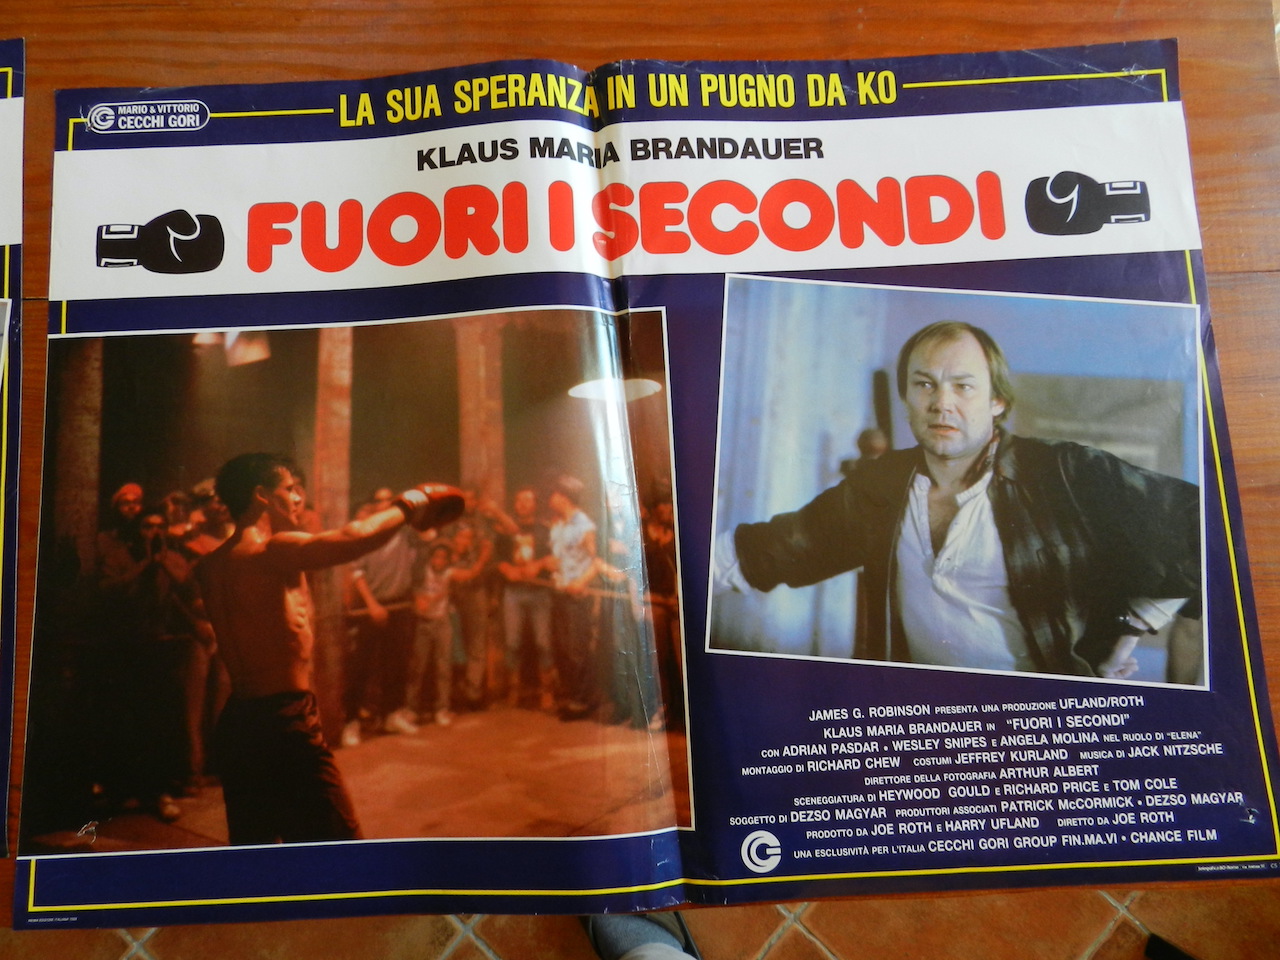 MARIO & VITTORIO
CECCHI GORI
LA SUA SPERANZA IN UN PUGNO DA KO
KLAUS MARIA BRANDAUER
FUORI I SECONDI
JAMES G. ROBINSON PRESENTA UNA PRODUZIONE UFLAND/ROTH
KLAUS MARIA BRANDAUER IN "FUORI I SECONDI"
CON ADRIAN PASDAR • WESLEY SNIPES E ANGELA MOLINA NEL RUOLO DI "ELENA"
MONTAGGIO DI RICHARD CHEW COSTUMI JEFFREY KURLAND MUSICA DI JACK NITZSCHE
DIRETTORE DELLA FOTOGRAFIA ARTHUR ALBERT
SCENEGGIATURA DI HEYWOOD GOULD E RICHARD PRICE E TOM COLE
SOGGETTO DI DEZSO MAGYAR PRODUTTORI ASSOCIATI PATRICK McCORMICK • DEZSO MAGYAR
PRODOTTO DA JOE ROTH E HARRY UFLAND DIRETTO DA JOE ROTH
UNA ESCLUSIVITÀ PER L'ITALIA CECCHI GORI GROUP FIN.MA.VI • CHANCE FILM